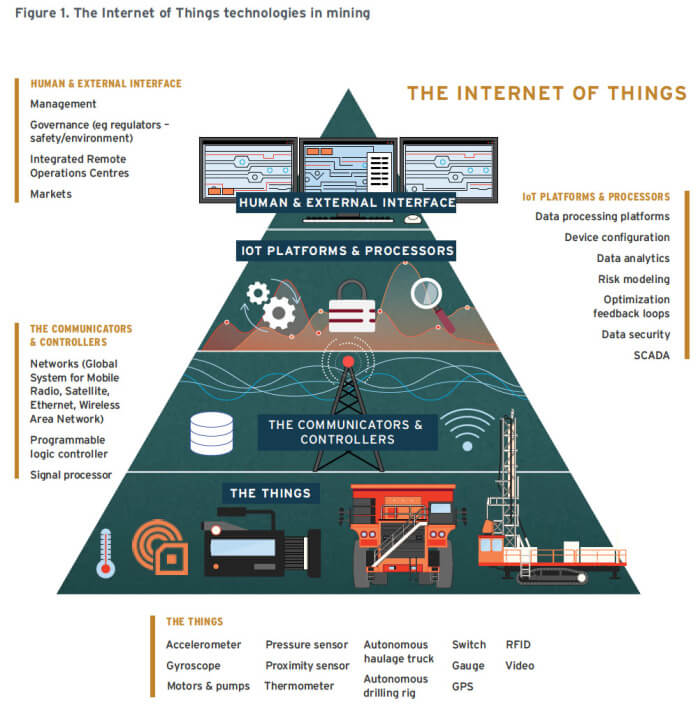 Figure 1. The Internet of Things technologies in mining
THE INTERNET OF THINGS
HUMAN & EXTERNAL INTERFACE
Management
Governance (eg regulators –
safety/environment)
Integrated Remote
Operations Centres
Markets
HUMAN & EXTERNAL INTERFACE
IOT PLATFORMS & PROCESSORS
IoT PLATFORMS & PROCESSORS
Data processing platforms
Device configuration
Data analytics
Risk modeling
Optimization
feedback loops
Data security
SCADA
THE COMMUNICATORS
& CONTROLLERS
Networks (Global
System for Mobile
Radio, Satellite,
Ethernet, Wireless
Area Network)
Programmable
logic controller
Signal processor
THE COMMUNICATORS &
CONTROLLERS
THE THINGS
THE THINGS
Accelerometer
Gyroscope
Motors & pumps
Pressure sensor
Proximity sensor
Thermometer
Autonomous
haulage truck
Autonomous
drilling rig
Switch
Gauge
GPS
RFID
Video